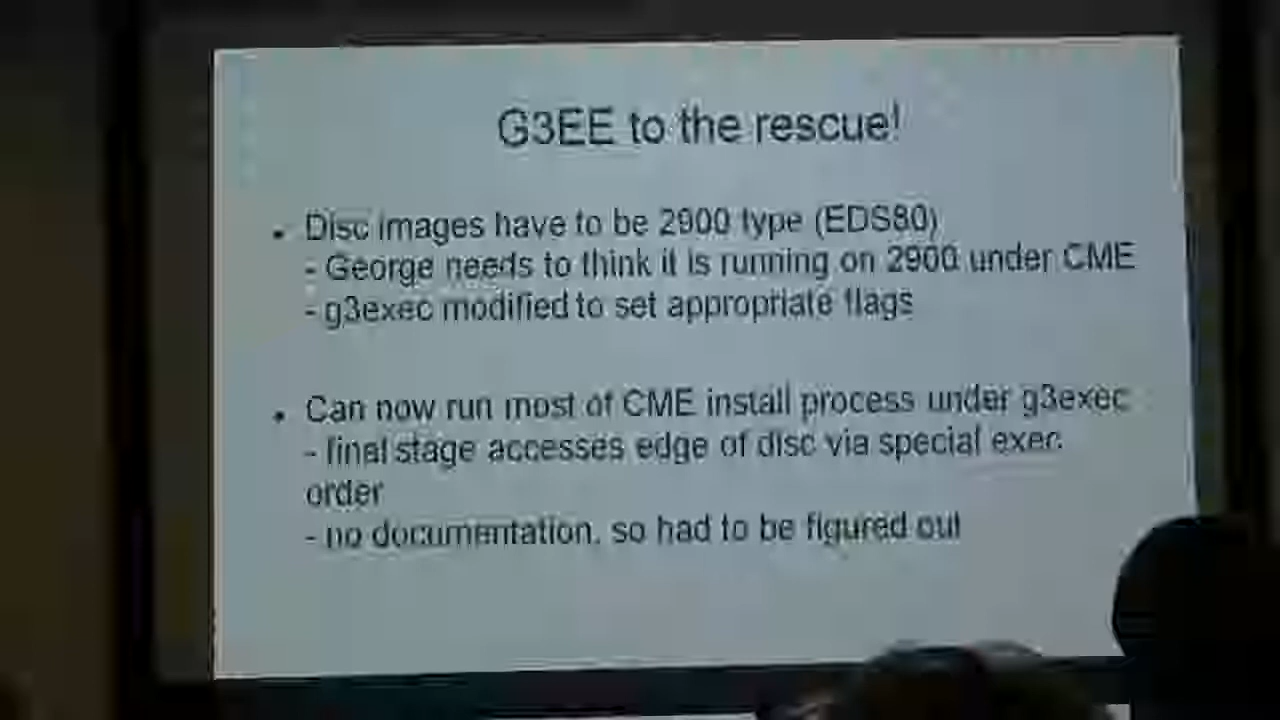 G3EE to the rescue!
• Disc images have to be 2900 type (EDS80)
- George needs to think it is running on 2900 under CME
- g3exec modified to set appropriate flags
• Can now run most of CME install process under g3exec
- final stage accesses edge of disc via special exec
order
- no documentation, so had to be figured out